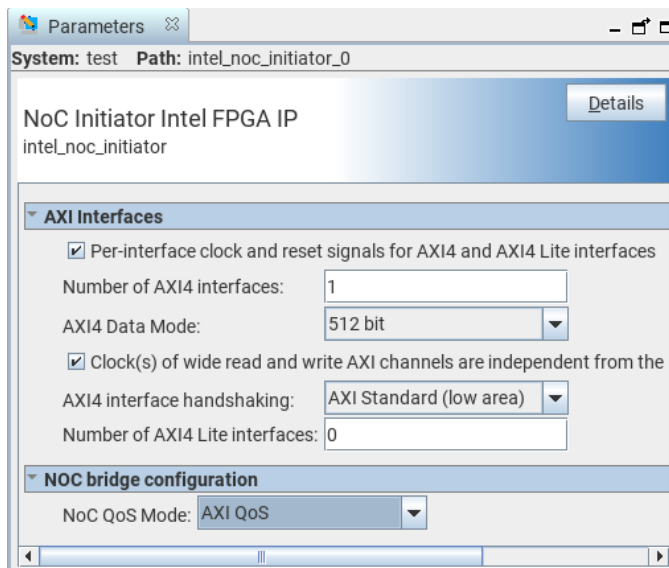 Parameters
System: test Path: intel_noc_initiator_0
NoC Initiator Intel FPGA IP
Details
intel_noc_initiator
AXI Interfaces
Per-interface clock and reset signals for AXI4 and AXI4 Lite interfaces
Number of AXI4 interfaces: 1
AXI4 Data Mode: 512 bit
Clock(s) of wide read and write AXI channels are independent from the
AXI4 interface handshaking: AXI Standard (low area)
Number of AXI4 Lite interfaces: 0
NOC bridge configuration
NoC QoS Mode: AXI QoS